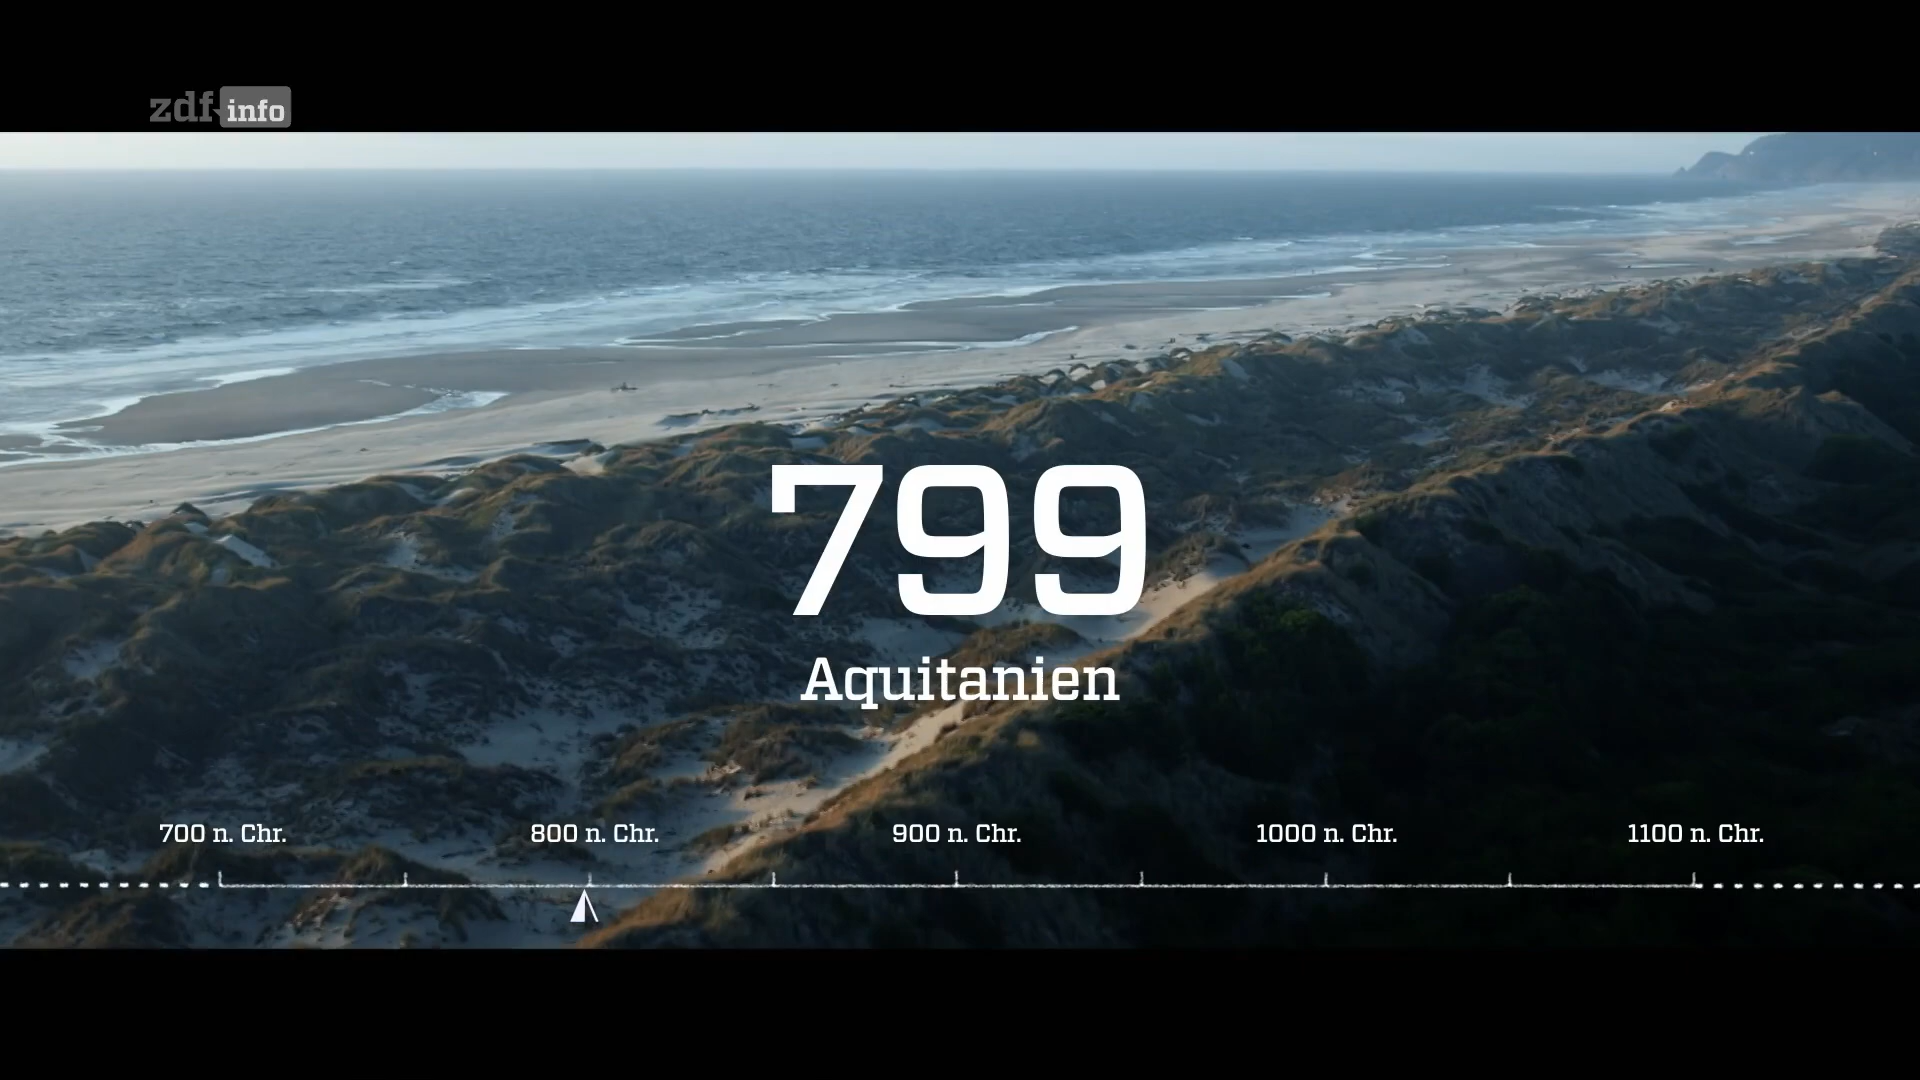 zdf info
799
Aquitanien
700 n. Chr.
800 n. Chr.
900 n. Chr.
1000 n. Chr.
1100 n. Chr.